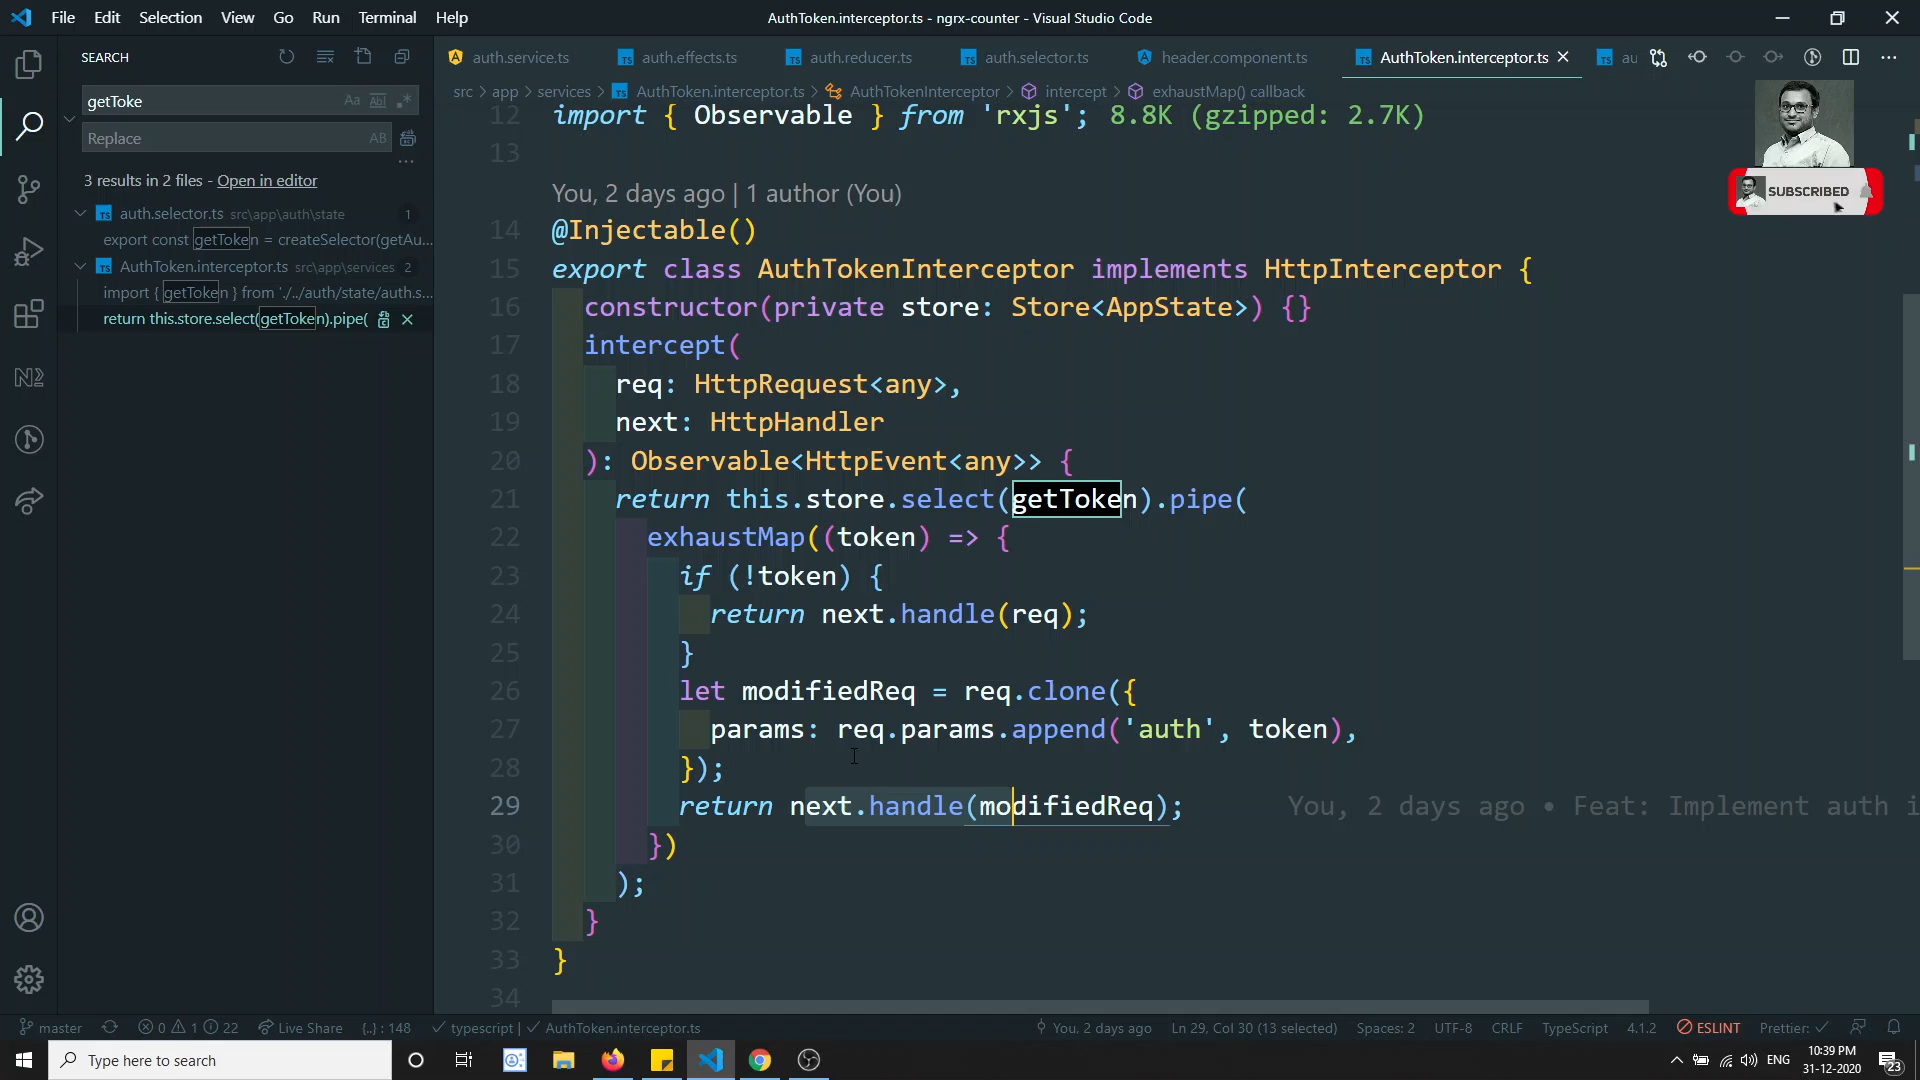 File Edit Selection View Go Run Terminal Help
AuthToken.interceptor.ts - ngrx-counter - Visual Studio Code
SEARCH
auth.service.ts auth.effects.ts auth.reducer.ts auth.selector.ts header.component.ts AuthToken.interceptor.ts au
getToke Aa Ab
src > app > services > AuthToken.interceptor.ts > AuthTokenInterceptor > intercept > exhaustMap() callback
Replace AB
3 results in 2 files - Open in editor
auth.selector.ts src\app\auth\state 1
export const getToken = createSelector(getAu...
AuthToken.interceptor.ts src\app\services 2
import { getToken } from './../auth/state/auth.s...
return this.store.select(getToken).pipe(
12 import { Observable } from 'rxjs'; 8.8K (gzipped: 2.7K)
13
You, 2 days ago | 1 author (You)
14 @Injectable()
15 export class AuthTokenInterceptor implements HttpInterceptor {
16 constructor(private store: Store<AppState>) {}
17 intercept(
18 req: HttpRequest<any>,
19 next: HttpHandler
20 ): Observable<HttpEvent<any>> {
21 return this.store.select(getToken).pipe(
22 exhaustMap((token) => {
23 if (!token) {
24 return next.handle(req);
25 }
26 let modifiedReq = req.clone({
27 params: req.params.append('auth', token),
28 });
29 return next.handle(modifiedReq); You, 2 days ago • Feat: Implement auth i
30 })
31 );
32 }
33 }
34
SUBSCRIBED
master 0 1 22 Live Share {..} : 148 typescript | AuthToken.interceptor.ts You, 2 days ago Ln 29, Col 30 (13 selected) Spaces: 2 UTF-8 CRLF TypeScript 4.1.2 ESLINT Prettier:
Type here to search
ENG
10:39 PM
31-12-2020
23